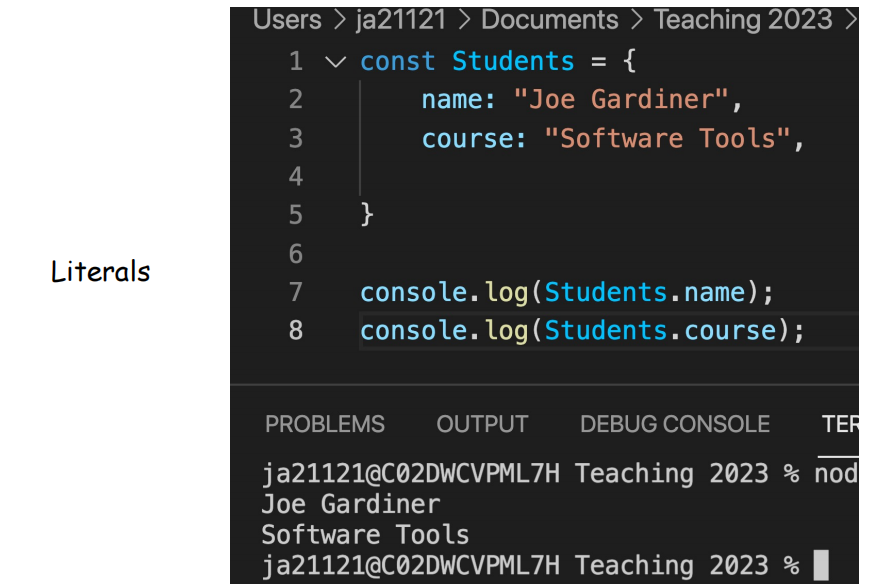 Users > ja21121 > Documents > Teaching 2023 >
1 const Students = {
2 name: "Joe Gardiner",
3 course: "Software Tools",
4
5 }
6
Literals
7 console.log(Students.name);
8 console.log(Students.course);
PROBLEMS OUTPUT DEBUG CONSOLE TER
ja21121@C02DWCVPML7H Teaching 2023 % nod
Joe Gardiner
Software Tools
ja21121@C02DWCVPML7H Teaching 2023 %